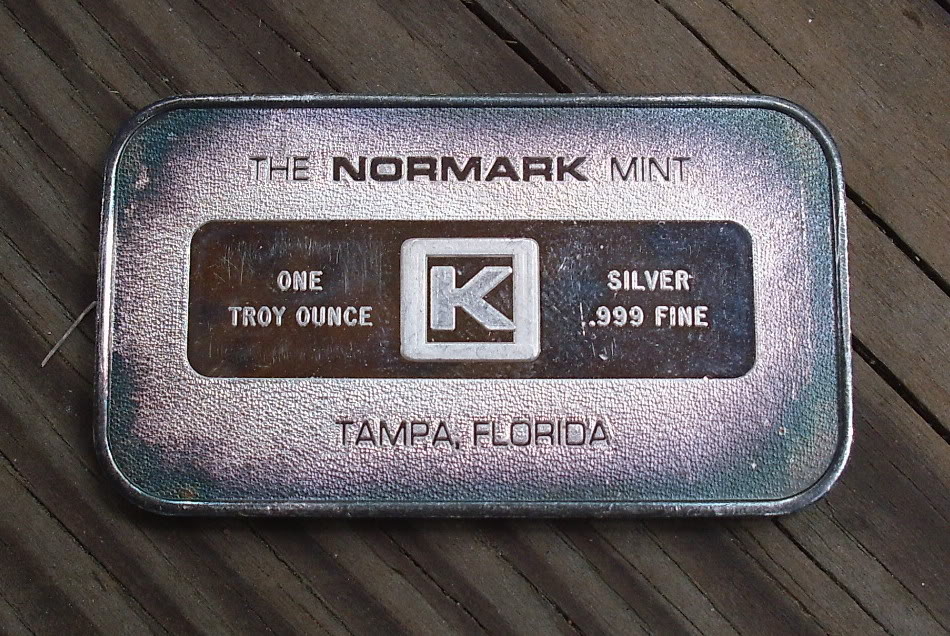 THE NORMARK MINT
ONE
TROY OUNCE
K
SILVER
.999 FINE
TAMPA, FLORIDA